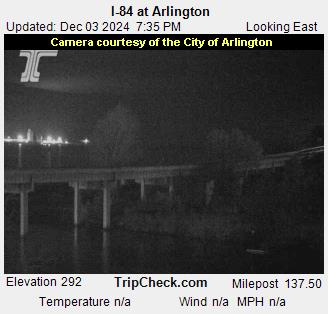 I-84 at Arlington
Updated: Dec 03 2024 7:35 PM Looking East
Camera courtesy of the City of Arlington
Elevation 292 TripCheck.com Milepost 137.50
Temperature n/a Wind n/a MPH n/a